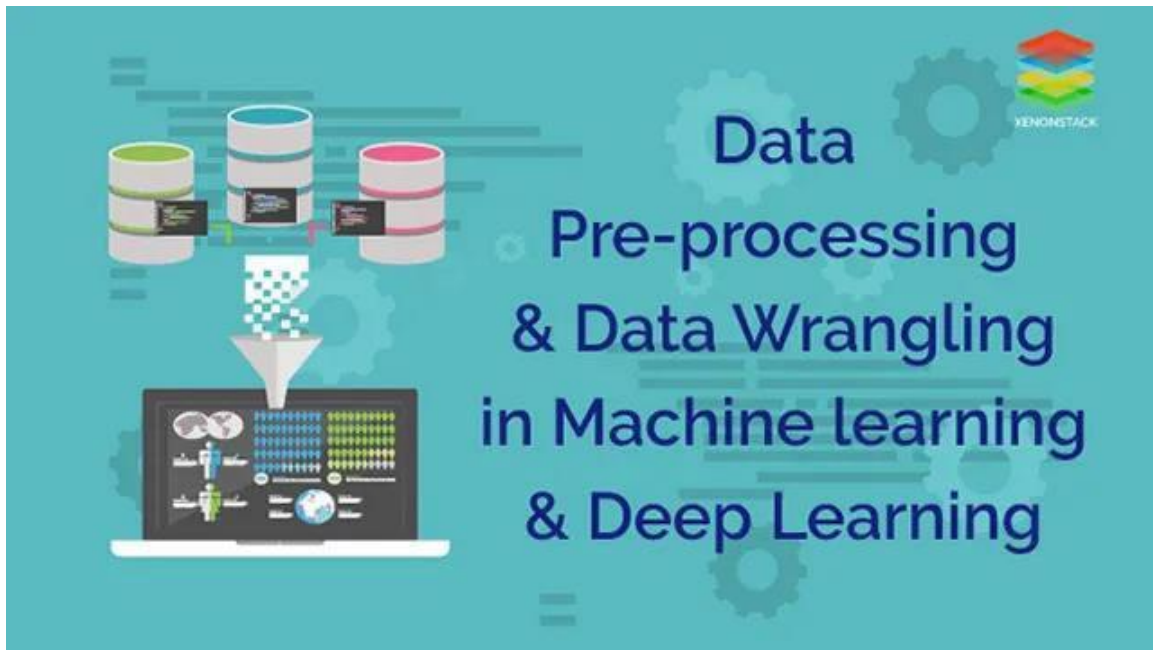 XENONSTACK
Data
Pre-processing
& Data Wrangling
in Machine learning
& Deep Learning